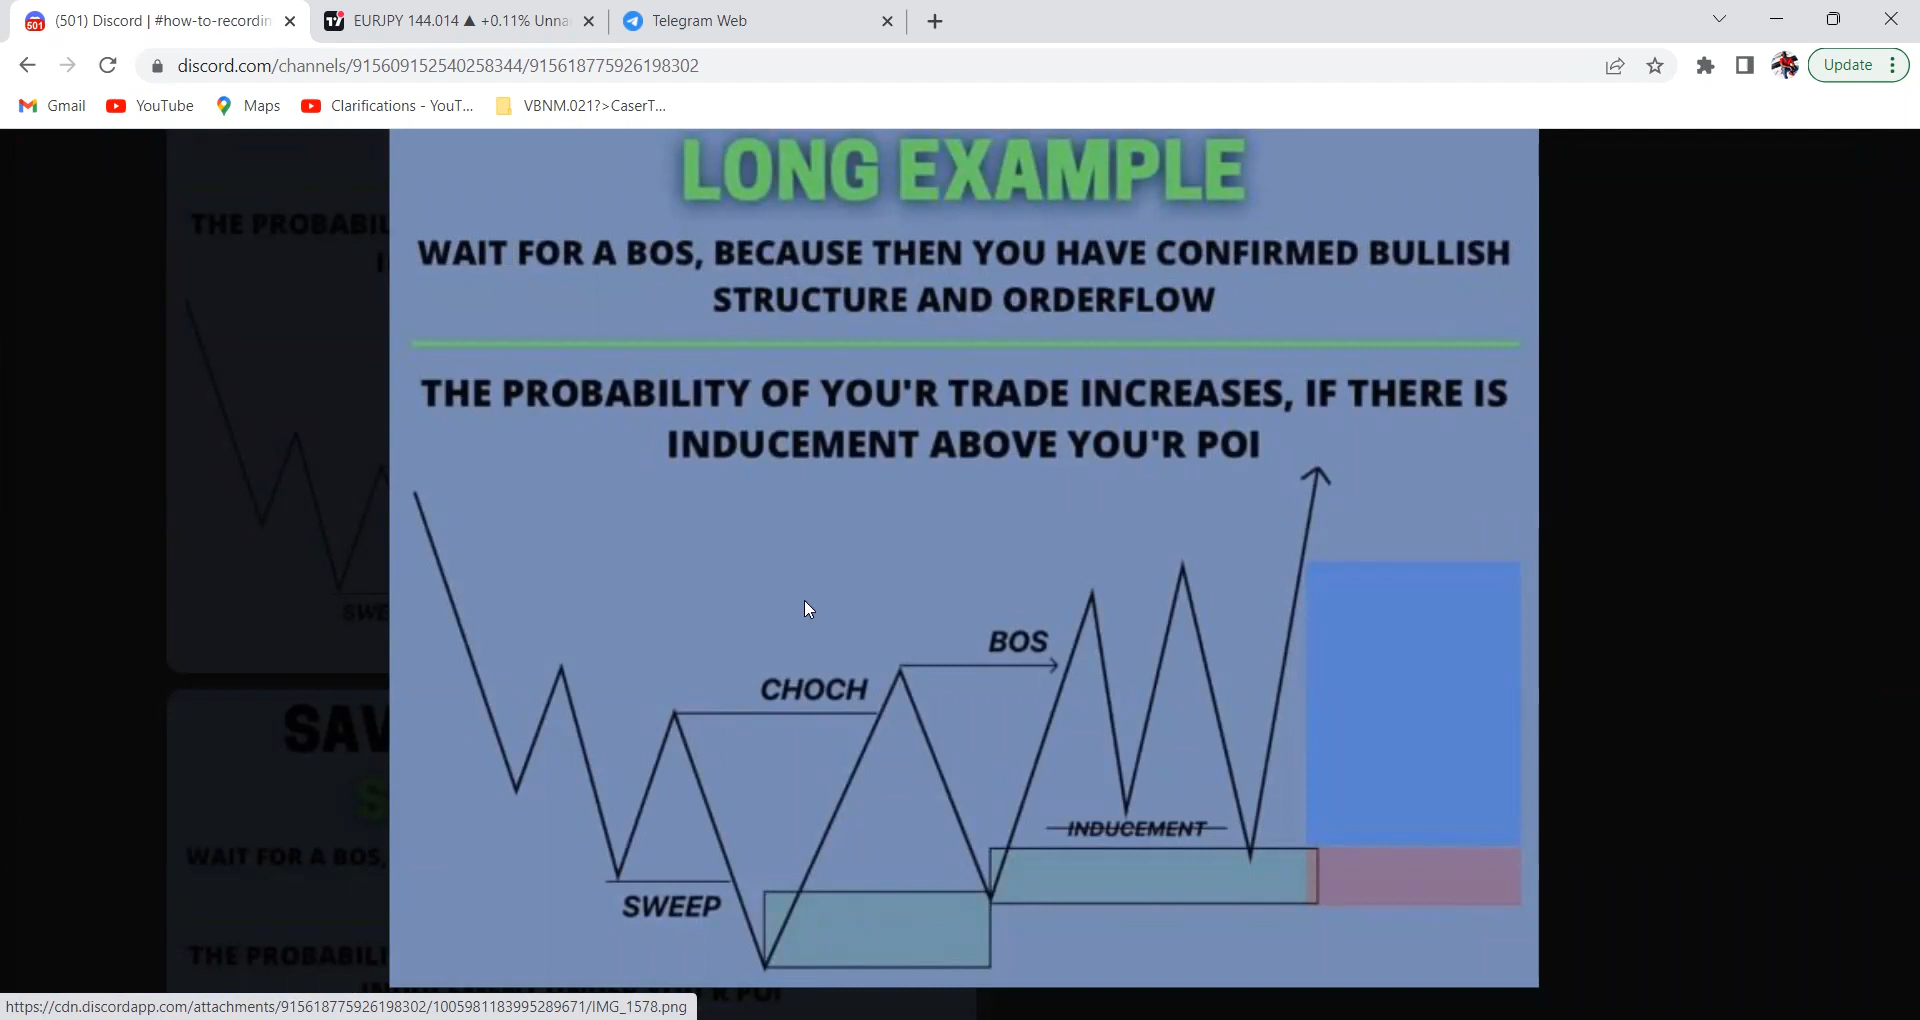 (501) Discord | #how-to-recordin
EURJPY 144.014 ▲ +0.11% Unna
Telegram Web
discord.com/channels/915609152540258344/915618775926198302
Update
Gmail
YouTube
Maps
Clarifications - YouT...
VBNM.021?>CaserT...
LONG EXAMPLE
WAIT FOR A BOS, BECAUSE THEN YOU HAVE CONFIRMED BULLISH
STRUCTURE AND ORDERFLOW
THE PROBABILITY OF YOU'R TRADE INCREASES, IF THERE IS
INDUCEMENT ABOVE YOU'R POI
BOS
CHOCH
INDUCEMENT
SWEEP
THE PROBABIL
SWE
SAV
WAIT FOR A BOS,
THE PROBABILI
https://cdn.discordapp.com/attachments/915618775926198302/1005981183995289671/IMG_1578.png